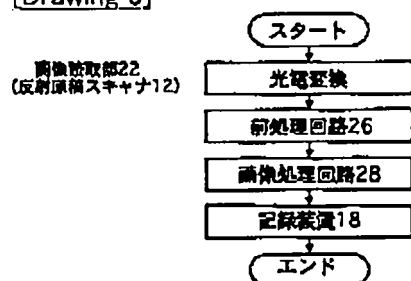 [Drawing 6]
スタート
画像読取部22
(反射原稿スキャナ12)
光電変換
前処理回路26
画像処理回路28
記録装置18
エンド